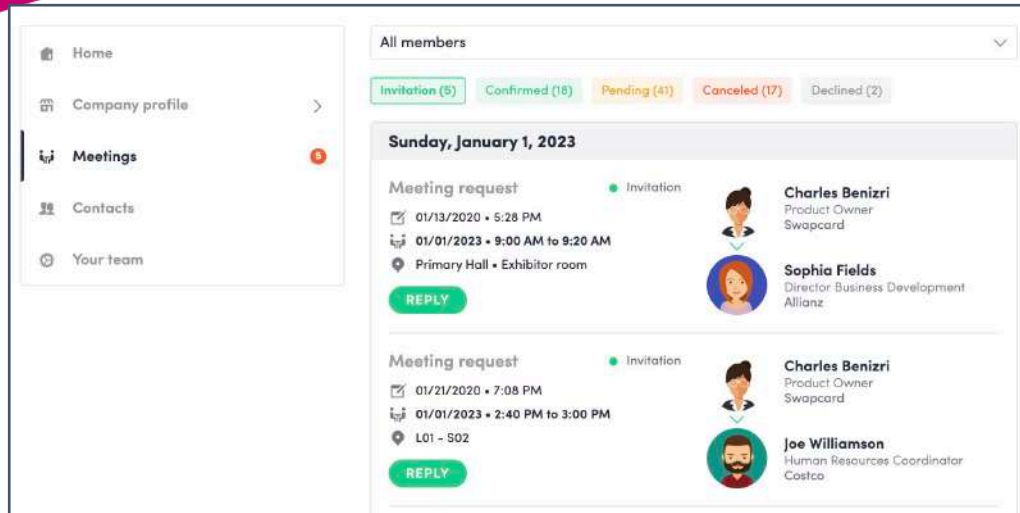 Home
Company profile
Meetings
5
Contacts
Your team
All members
Invitation (5)
Confirmed (18)
Pending (41)
Canceled (17)
Declined (2)
Sunday, January 1, 2023
Meeting request
Invitation
01/13/2020 • 5:28 PM
01/01/2023 • 9:00 AM to 9:20 AM
Primary Hall • Exhibitor room
REPLY
Charles Benizri
Product Owner
Swapcard
Sophia Fields
Director Business Development
Allianz
Meeting request
Invitation
01/21/2020 • 7:08 PM
01/01/2023 • 2:40 PM to 3:00 PM
L01 - S02
REPLY
Charles Benizri
Product Owner
Swapcard
Joe Williamson
Human Resources Coordinator
Costco